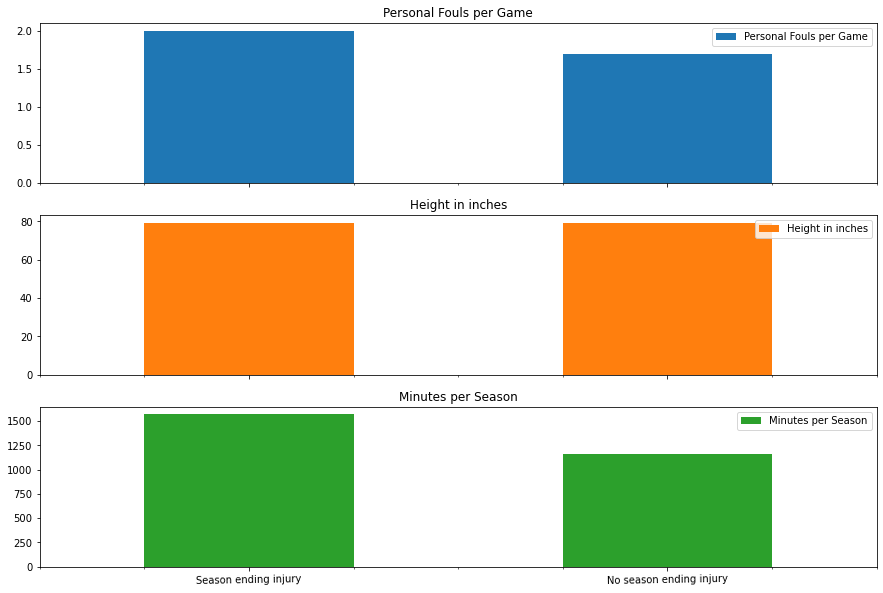 Personal Fouls per Game
2.0
1.5
1.0
0.5
0.0
Personal Fouls per Game
Height in inches
80
60
40
20
0
Height in inches
Minutes per Season
1500
1250
1000
750
500
250
0
Minutes per Season
Season ending injury
No season ending injury